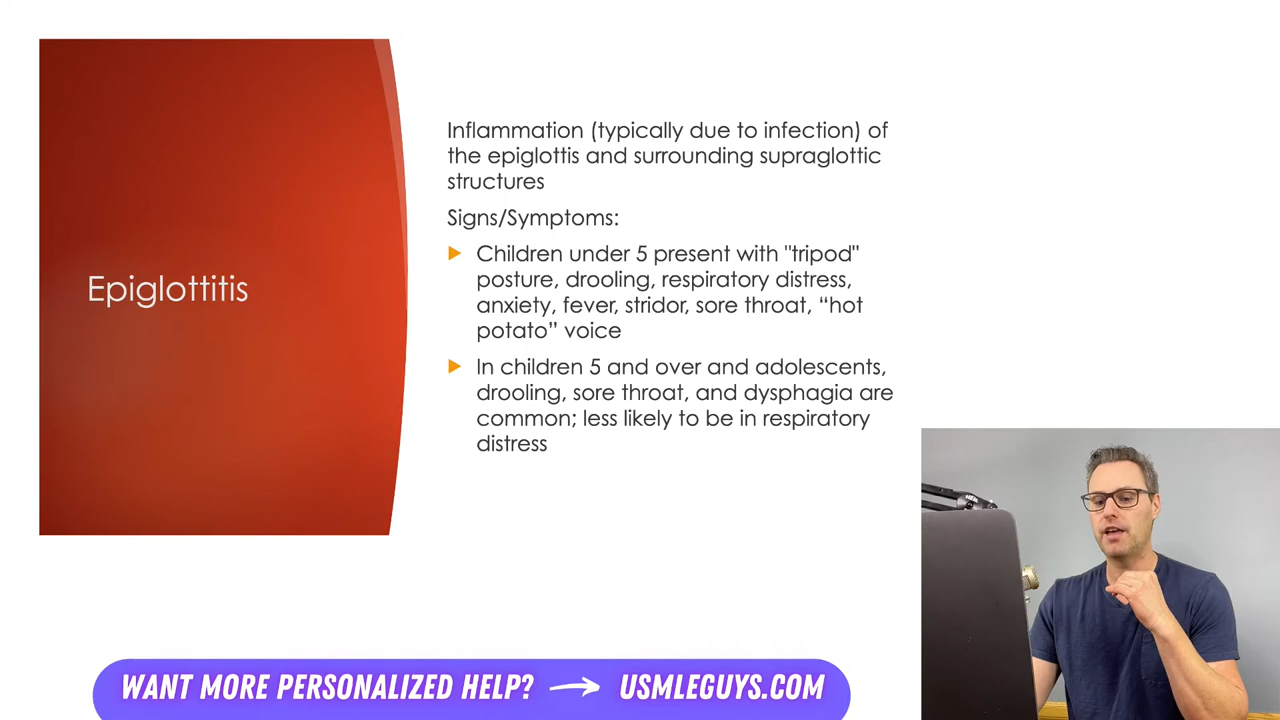 Epiglottitis
Inflammation (typically due to infection) of
the epiglottis and surrounding supraglottic
structures
Signs/Symptoms:
Children under 5 present with "tripod"
posture, drooling, respiratory distress,
anxiety, fever, stridor, sore throat, “hot
potato” voice
In children 5 and over and adolescents,
drooling, sore throat, and dysphagia are
common; less likely to be in respiratory
distress
WANT MORE PERSONALIZED HELP? → USMLEGUYS.COM